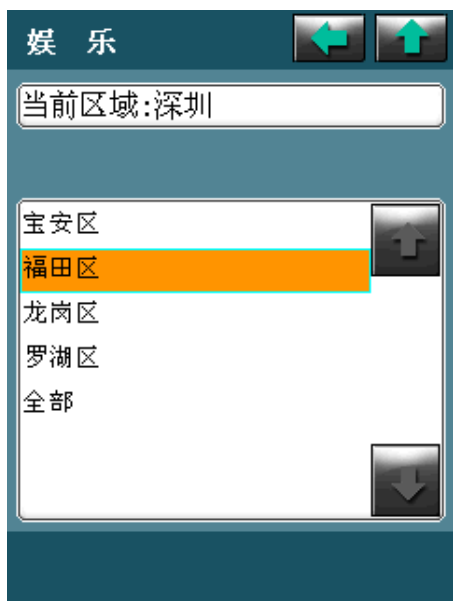 娱 乐
当前区域:深圳
宝安区
福田区
龙岗区
罗湖区
全部